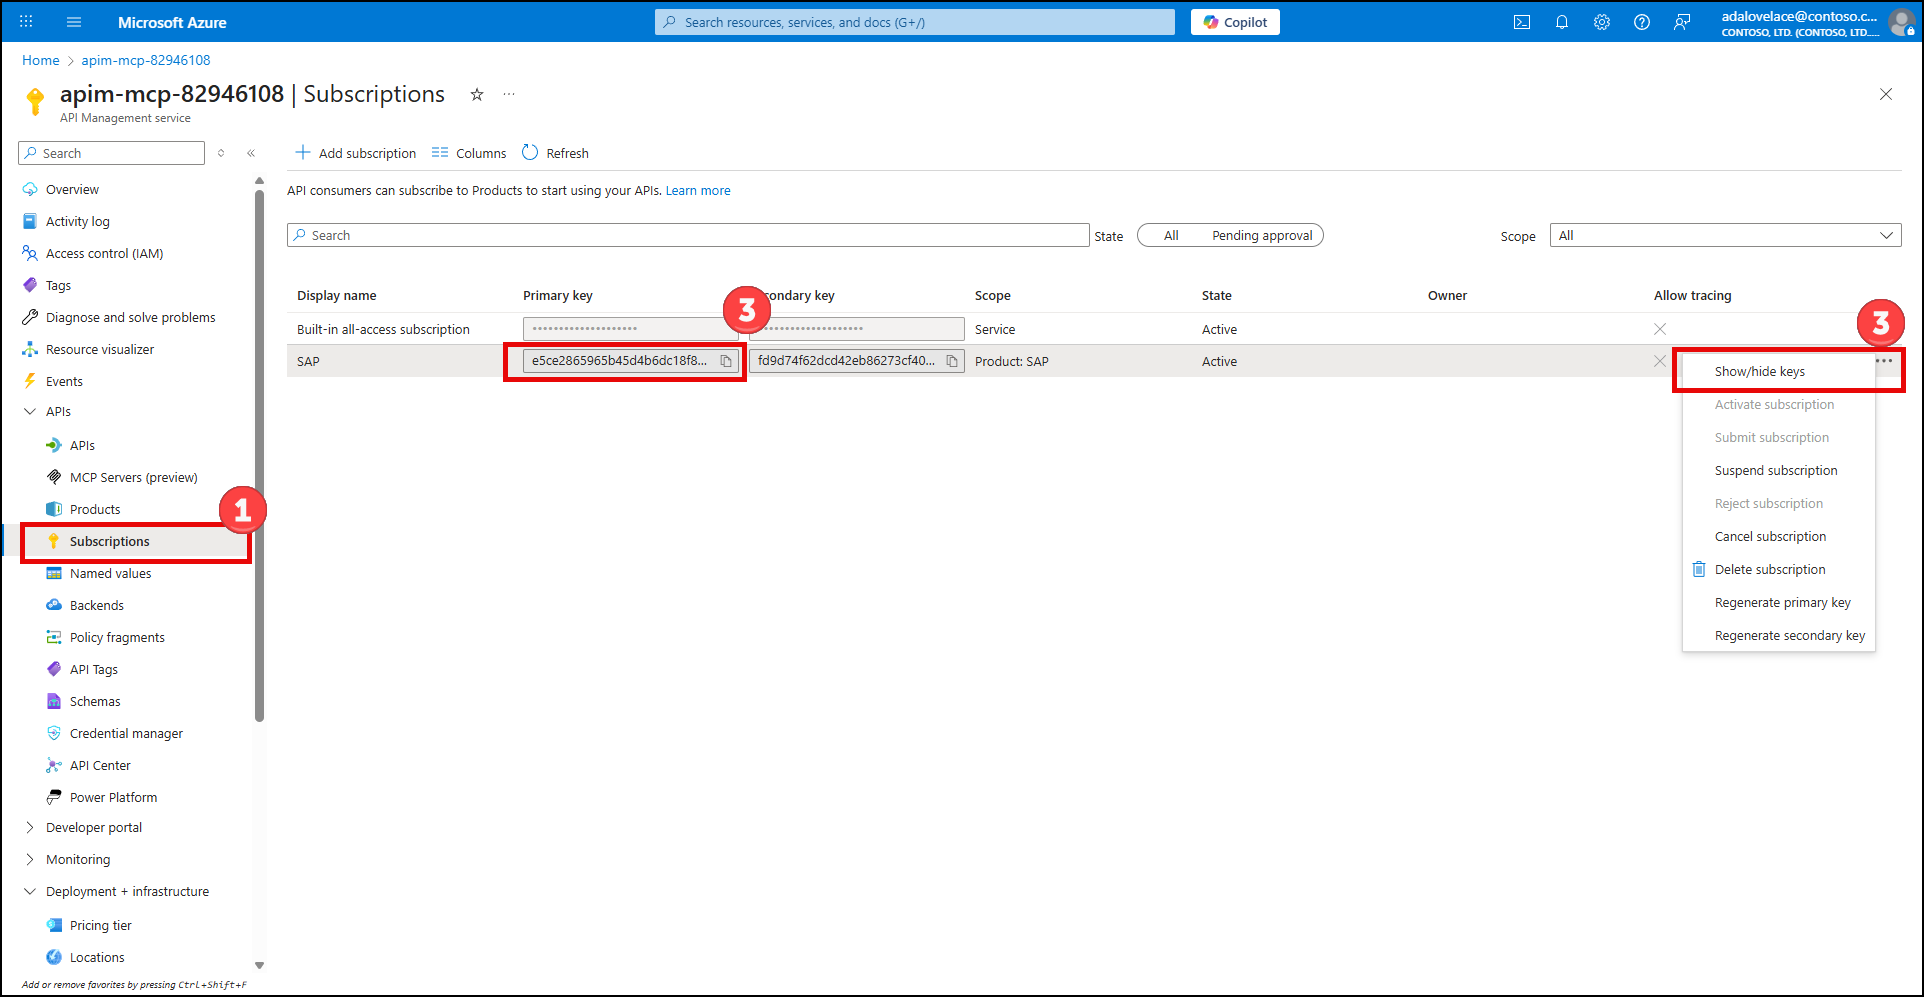 Microsoft Azure
Search resources, services, and docs (G+/)
Copilot
adalovelace@contoso.c...
CONTOSO, LTD. (CONTOSO, LTD.....
Home > apim-mcp-82946108
apim-mcp-82946108 | Subscriptions
API Management service
Search
Add subscription
Columns
Refresh
API consumers can subscribe to Products to start using your APIs. Learn more
Search
State
All
Pending approval
Scope
All
Display name
Primary key
condary key
Scope
State
Owner
Allow tracing
3
3
Built-in all-access subscription
Service
Active
SAP
e5ce2865965b45d4b6dc18f8...
fd9d74f62dcd42eb86273cf40...
Product: SAP
Active
Show/hide keys
Activate subscription
Submit subscription
Suspend subscription
Reject subscription
Cancel subscription
Delete subscription
Regenerate primary key
Regenerate secondary key
Overview
Activity log
Access control (IAM)
Tags
Diagnose and solve problems
Resource visualizer
Events
APIs
APIs
MCP Servers (preview)
Products
1
Subscriptions
Named values
Backends
Policy fragments
API Tags
Schemas
Credential manager
API Center
Power Platform
Developer portal
Monitoring
Deployment + infrastructure
Pricing tier
Locations
Add or remove favorites by pressing Ctrl+Shift+F